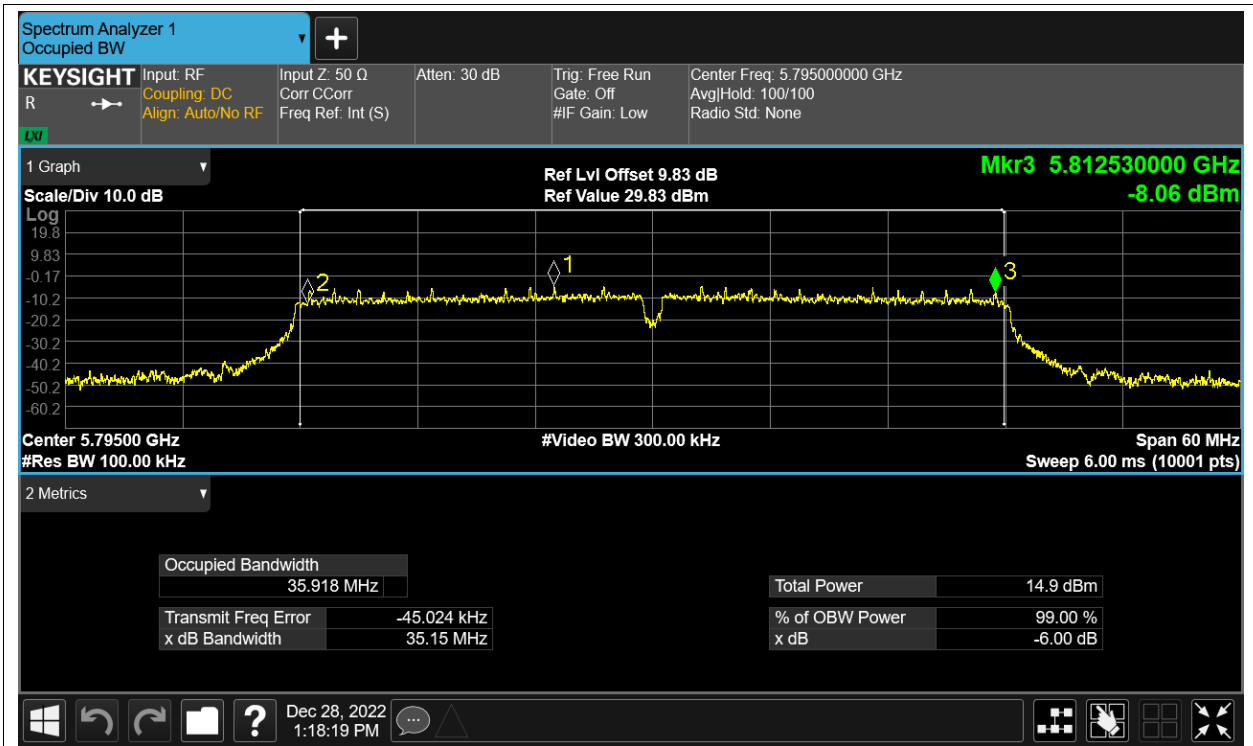 Spectrum Analyzer 1
Occupied BW
KEYSIGHT
R
LXI
Input: RF
Coupling: DC
Align: Auto/No RF
Input Z: 50 Ω
Corr CCorr
Freq Ref: Int (S)
Atten: 30 dB
Trig: Free Run
Gate: Off
#IF Gain: Low
Center Freq: 5.795000000 GHz
Avg|Hold: 100/100
Radio Std: None
1 Graph
Scale/Div 10.0 dB
Ref Lvl Offset 9.83 dB
Ref Value 29.83 dBm
Mkr3 5.812530000 GHz
-8.06 dBm
Log
19.8
9.83
-0.17
-10.2
-20.2
-30.2
-40.2
-50.2
-60.2
2
1
3
Center 5.79500 GHz
#Video BW 300.00 kHz
Span 60 MHz
#Res BW 100.00 kHz
Sweep 6.00 ms (10001 pts)
2 Metrics
Occupied Bandwidth
35.918 MHz
Transmit Freq Error -45.024 kHz
x dB Bandwidth 35.15 MHz
Total Power 14.9 dBm
% of OBW Power 99.00 %
x dB -6.00 dB
?
Dec 28, 2022
1:18:19 PM